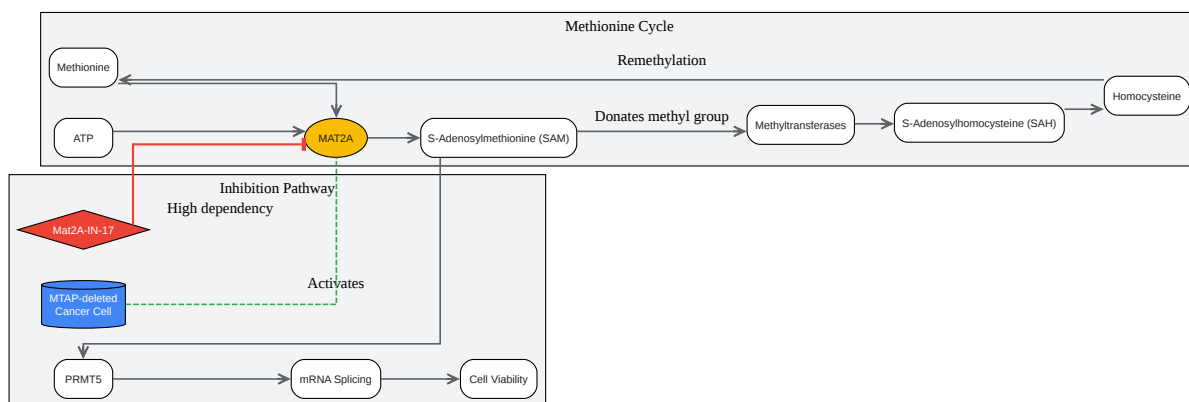 Methionine Cycle
Methionine
Remethylation
Homocysteine
ATP
MAT2A
S-Adenosylmethionine (SAM)
Donates methyl group
Methyltransferases
S-Adenosylhomocysteine (SAH)
Inhibition Pathway
High dependency
Mat2A-IN-17
Activates
MTAP-deleted
Cancer Cell
PRMT5
mRNA Splicing
Cell Viability